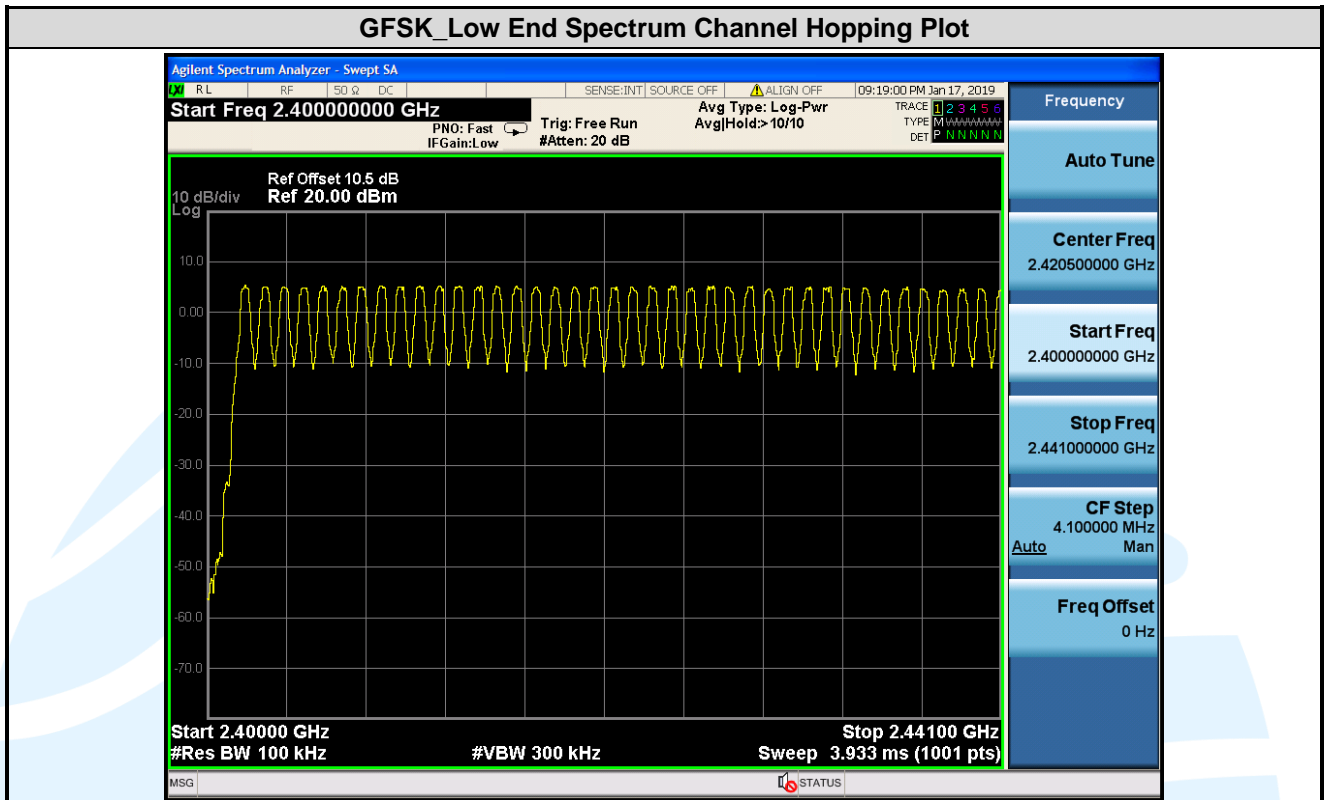 GFSK_Low End Spectrum Channel Hopping Plot
Agilent Spectrum Analyzer - Swept SA
LXI RL RF 50 Ω DC SENSE:INT SOURCE OFF ALIGN OFF 09:19:00 PM Jan 17, 2019
Start Freq 2.400000000 GHz
PNO: Fast
IFGain:Low
Trig: Free Run
#Atten: 20 dB
Avg Type: Log-Pwr
Avg|Hold:>10/10
TRACE 1 2 3 4 5 6
TYPE M
DET P N N N N N
Ref Offset 10.5 dB
10 dB/div Ref 20.00 dBm
Log
10.0
0.00
-10.0
-20.0
-30.0
-40.0
-50.0
-60.0
-70.0
Start 2.40000 GHz Stop 2.44100 GHz
#Res BW 100 kHz #VBW 300 kHz Sweep 3.933 ms (1001 pts)
MSG STATUS
Frequency
Auto Tune
Center Freq
2.420500000 GHz
Start Freq
2.400000000 GHz
Stop Freq
2.441000000 GHz
CF Step
4.100000 MHz
Auto Man
Freq Offset
0 Hz